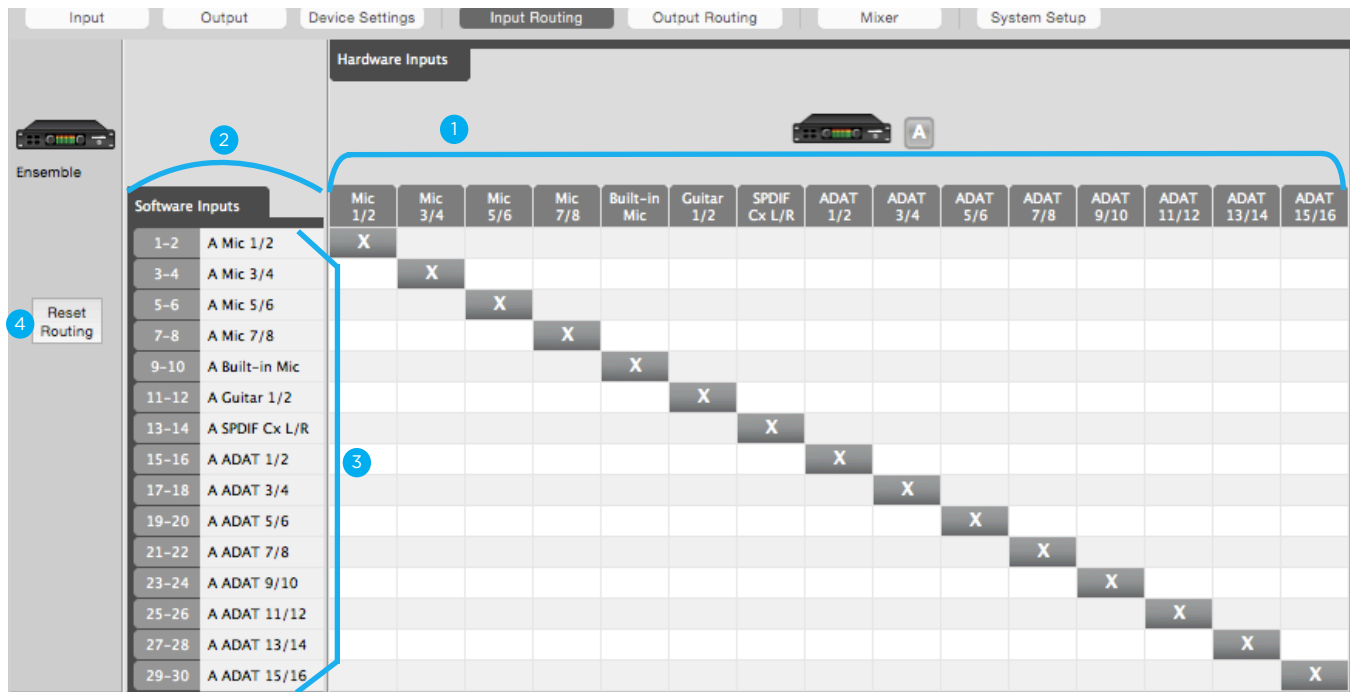 Input Output Device Settings Input Routing Output Routing Mixer System Setup
Hardware Inputs
A
2
1
Ensemble
Software Inputs
Mic 1/2 Mic 3/4 Mic 5/6 Mic 7/8 Built-in Mic Guitar 1/2 SPDIF Cx L/R ADAT 1/2 ADAT 3/4 ADAT 5/6 ADAT 7/8 ADAT 9/10 ADAT 11/12 ADAT 13/14 ADAT 15/16
1-2 A Mic 1/2 X
3-4 A Mic 3/4 X
5-6 A Mic 5/6 X
4
Reset
Routing
7-8 A Mic 7/8 X
9-10 A Built-in Mic X
11-12 A Guitar 1/2 X
13-14 A SPDIF Cx L/R X
15-16 A ADAT 1/2 X
3
17-18 A ADAT 3/4 X
19-20 A ADAT 5/6 X
21-22 A ADAT 7/8 X
23-24 A ADAT 9/10 X
25-26 A ADAT 11/12 X
27-28 A ADAT 13/14 X
29-30 A ADAT 15/16 X